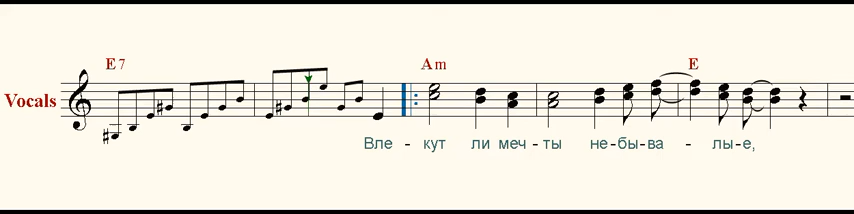 E7 Am E
Vocals
Вле - кут ли меч - ты не - бы - ва - лы - е,